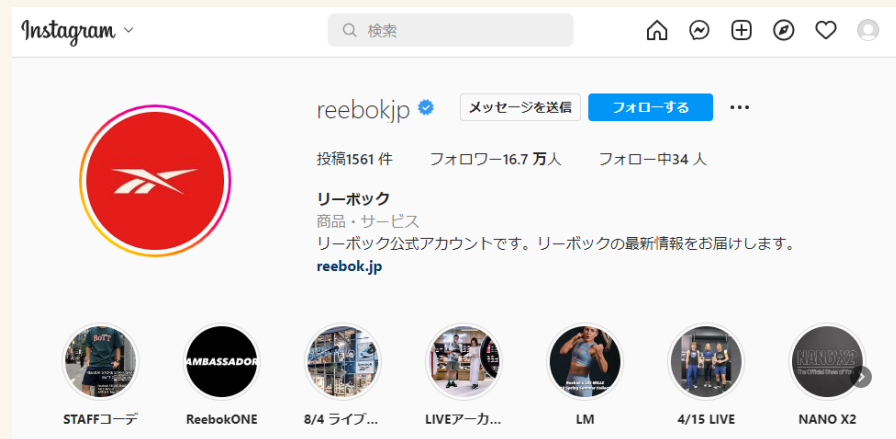 Instagram
検索
reebokjp
メッセージを送信
フォローする
投稿1561 件 フォロワー16.7 万人 フォロー中34 人
リーボック
商品・サービス
リーボック公式アカウントです。リーボックの最新情報をお届けします。
reebok.jp
BoTT
AMBASSADOR
NANO X2
The Official Shoe of
STAFFコーデ
ReebokONE
8/4 ライブ...
LIVEアーカ...
LM
4/15 LIVE
NANO X2